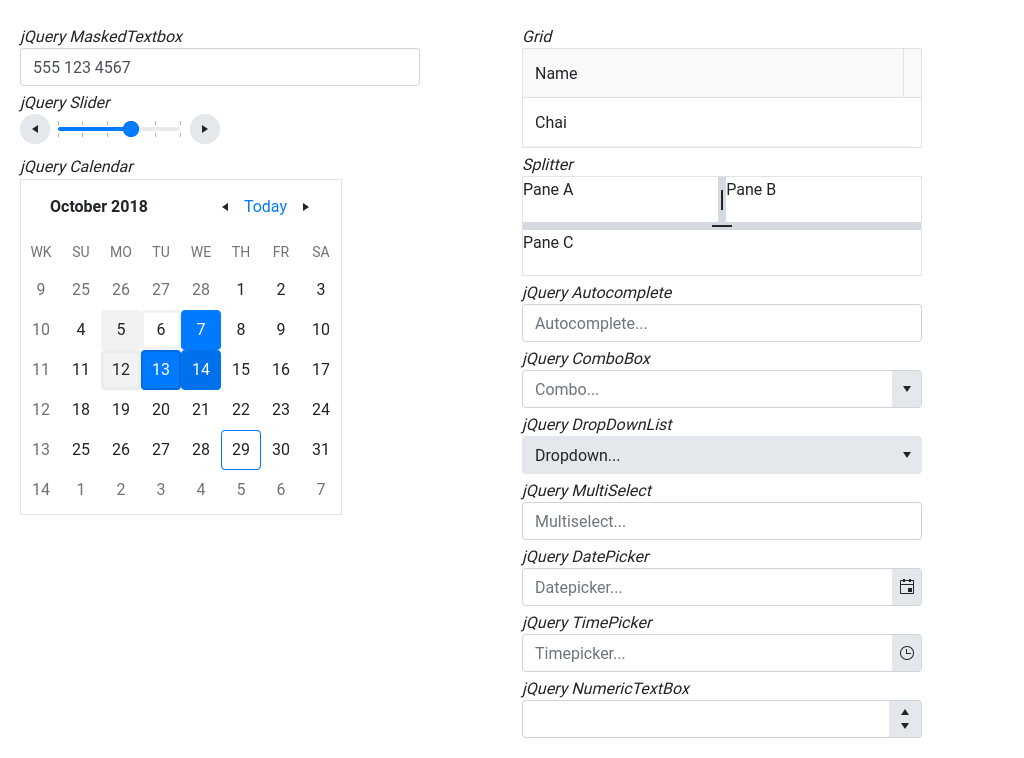 jQuery MaskedTextbox
555 123 4567
jQuery Slider
jQuery Calendar
October 2018 Today
WK SU MO TU WE TH FR SA
9 25 26 27 28 1 2 3
10 4 5 6 7 8 9 10
11 11 12 13 14 15 16 17
12 18 19 20 21 22 23 24
13 25 26 27 28 29 30 31
14 1 2 3 4 5 6 7
Grid
Name
Chai
Splitter
Pane A Pane B
Pane C
jQuery Autocomplete
Autocomplete...
jQuery ComboBox
Combo...
jQuery DropDownList
Dropdown...
jQuery MultiSelect
Multiselect...
jQuery DatePicker
Datepicker...
jQuery TimePicker
Timepicker...
jQuery NumericTextBox